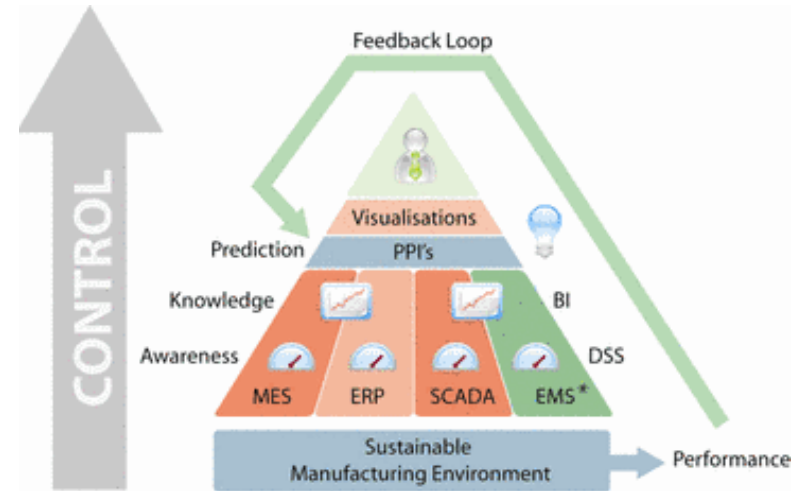 Feedback Loop
CONTROL
Visualisations
Prediction
PPI's
Knowledge
BI
Awareness
DSS
MES
ERP
SCADA
EMS*
Sustainable
Manufacturing Environment
Performance